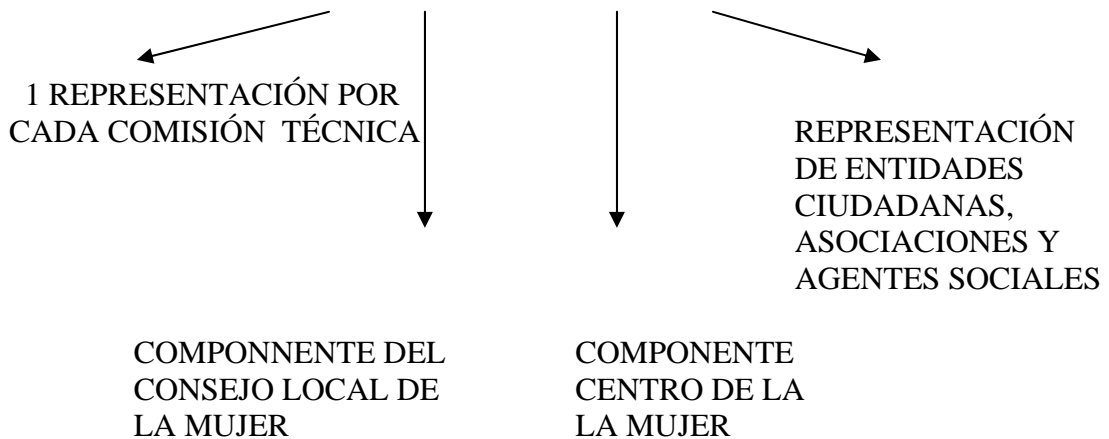 1 REPRESENTACIÓN POR
CADA COMISIÓN TÉCNICA
REPRESENTACIÓN
DE ENTIDADES
CIUDADANAS,
ASOCIACIONES Y
AGENTES SOCIALES
COMPONNENTE DEL
CONSEJO LOCAL DE
LA MUJER
COMPONENTE
CENTRO DE LA
LA MUJER